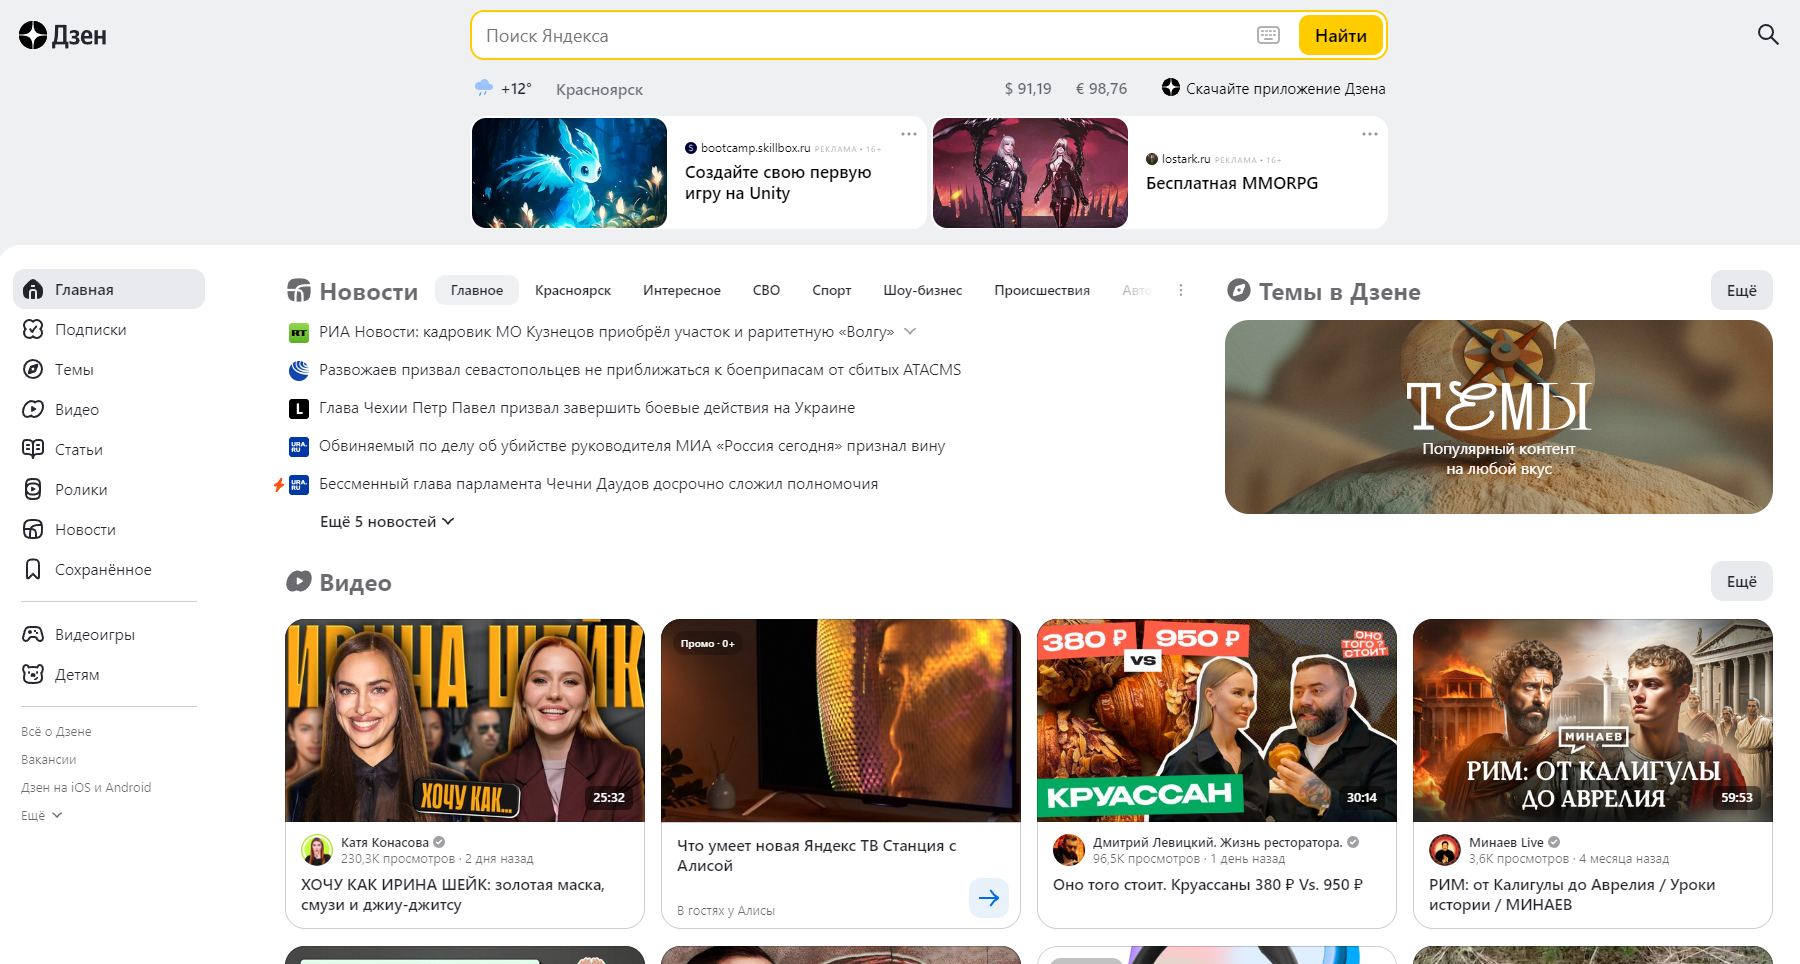 Дзен
Поиск Яндекса
Найти
+12°
Красноярск
$ 91,19
€ 98,76
Скачайте приложение Дзена
bootcamp.skillbox.ru РЕКЛАМА • 16+
Создайте свою первую
игру на Unity
lostark.ru РЕКЛАМА • 16+
Бесплатная MMORPG
Главная
Подписки
Темы
Видео
Статьи
Ролики
Новости
Сохранённое
Видеоигры
Детям
Всё о Дзене
Вакансии
Дзен на iOS и Android
Ещё
Новости
Главное
Красноярск
Интересное
СВО
Спорт
Шоу-бизнес
Происшествия
Авто
RT
РИА Новости: кадровик МО Кузнецов приобрёл участок и раритетную «Волгу»
Развожаев призвал севастопольцев не приближаться к боеприпасам от сбитых ATACMS
L
Глава Чехии Петр Павел призвал завершить боевые действия на Украине
URA.
RU
Обвиняемый по делу об убийстве руководителя МИА «Россия сегодня» признал вину
URA.
RU
Бессменный глава парламента Чечни Даудов досрочно сложил полномочия
Ещё 5 новостей
Темы в Дзене
Ещё
ТЕМЫ
Популярный контент
на любой вкус
Видео
Ещё
ИРИНА ШЕЙК
ХОЧУ КАК...
25:32
Катя Конасова
230,3K просмотров · 2 дня назад
ХОЧУ КАК ИРИНА ШЕЙК: золотая маска,
смузи и джиу-джитсу
Промо · 0+
Что умеет новая Яндекс ТВ Станция с
Алисой
В гостях у Алисы
380 ₽ 950 ₽
VS
ОНО
ТОГО?
СТОИТ
КРУАССАН
30:14
Дмитрий Левицкий. Жизнь ресторатора.
96,5K просмотров · 1 день назад
Оно того стоит. Круассаны 380 ₽ Vs. 950 ₽
МИНАЕВ
РИМ: ОТ КАЛИГУЛЫ
ДО АВРЕЛИЯ
59:53
Минаев Live
3,6K просмотров · 4 месяца назад
РИМ: от Калигулы до Аврелия / Уроки
истории / МИНАЕВ